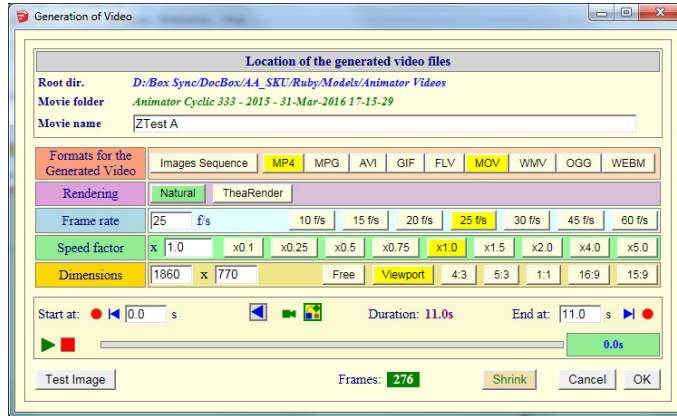 Generation of Video
Location of the generated video files
Root dir. D:/Box Sync/DocBox/AA_SKU/Ruby/Models/Animator Videos
Movie folder Animator Cyclic 333 - 2015 - 31-Mar-2016 17-15-29
Movie name ZTest A
Formats for the Generated Video Images Sequence MP4 MPG AVI GIF FLV MOV WMV OGG WEBM
Rendering Natural TheaRender
Frame rate 25 f/s 10 f/s 15 f/s 20 f/s 25 f/s 30 f/s 45 f/s 60 f/s
Speed factor x 1.0 x0.1 x0.25 x0.5 x0.75 x1.0 x1.5 x2.0 x4.0 x5.0
Dimensions 1860 x 770 Free Viewport 4:3 5:3 1:1 16:9 15:9
Start at: 0.0 s Duration: 11.0s End at: 11.0 s
0.0s
Test Image Frames: 276 Shrink Cancel OK